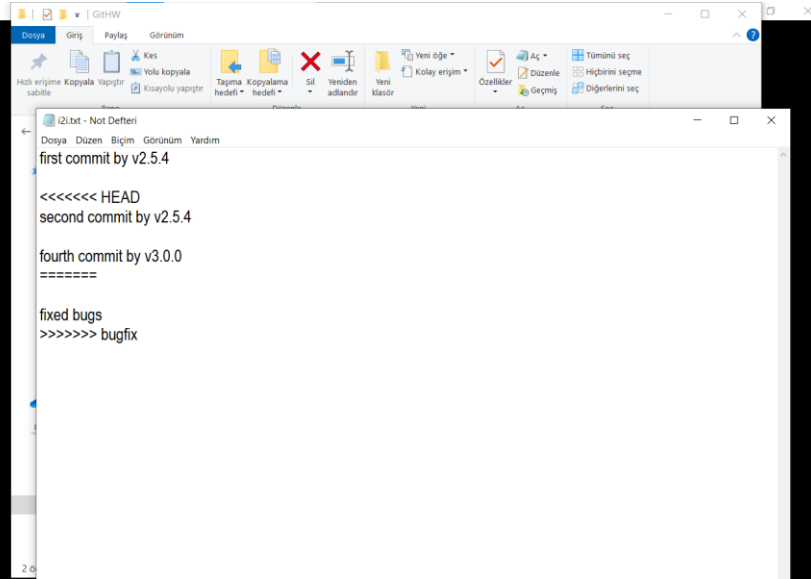 GitHW
Dosya Giriş Paylaş Görünüm
Hızlı erişime sabitle
Kopyala
Yapıştır
Kes
Yolu kopyala
Kısayolu yapıştır
Taşıma hedefi
Kopyalama hedefi
Sil
Yeniden adlandır
Yeni klasör
Yeni öğe
Kolay erişim
Özellikler
Aç
Düzenle
Geçmiş
Tümünü seç
Hiçbirini seçme
Diğerlerini seç
i2i.txt - Not Defteri
Dosya Düzen Biçim Görünüm Yardım
first commit by v2.5.4
<<<<<<< HEAD
second commit by v2.5.4
fourth commit by v3.0.0
=======
fixed bugs
>>>>>>> bugfix